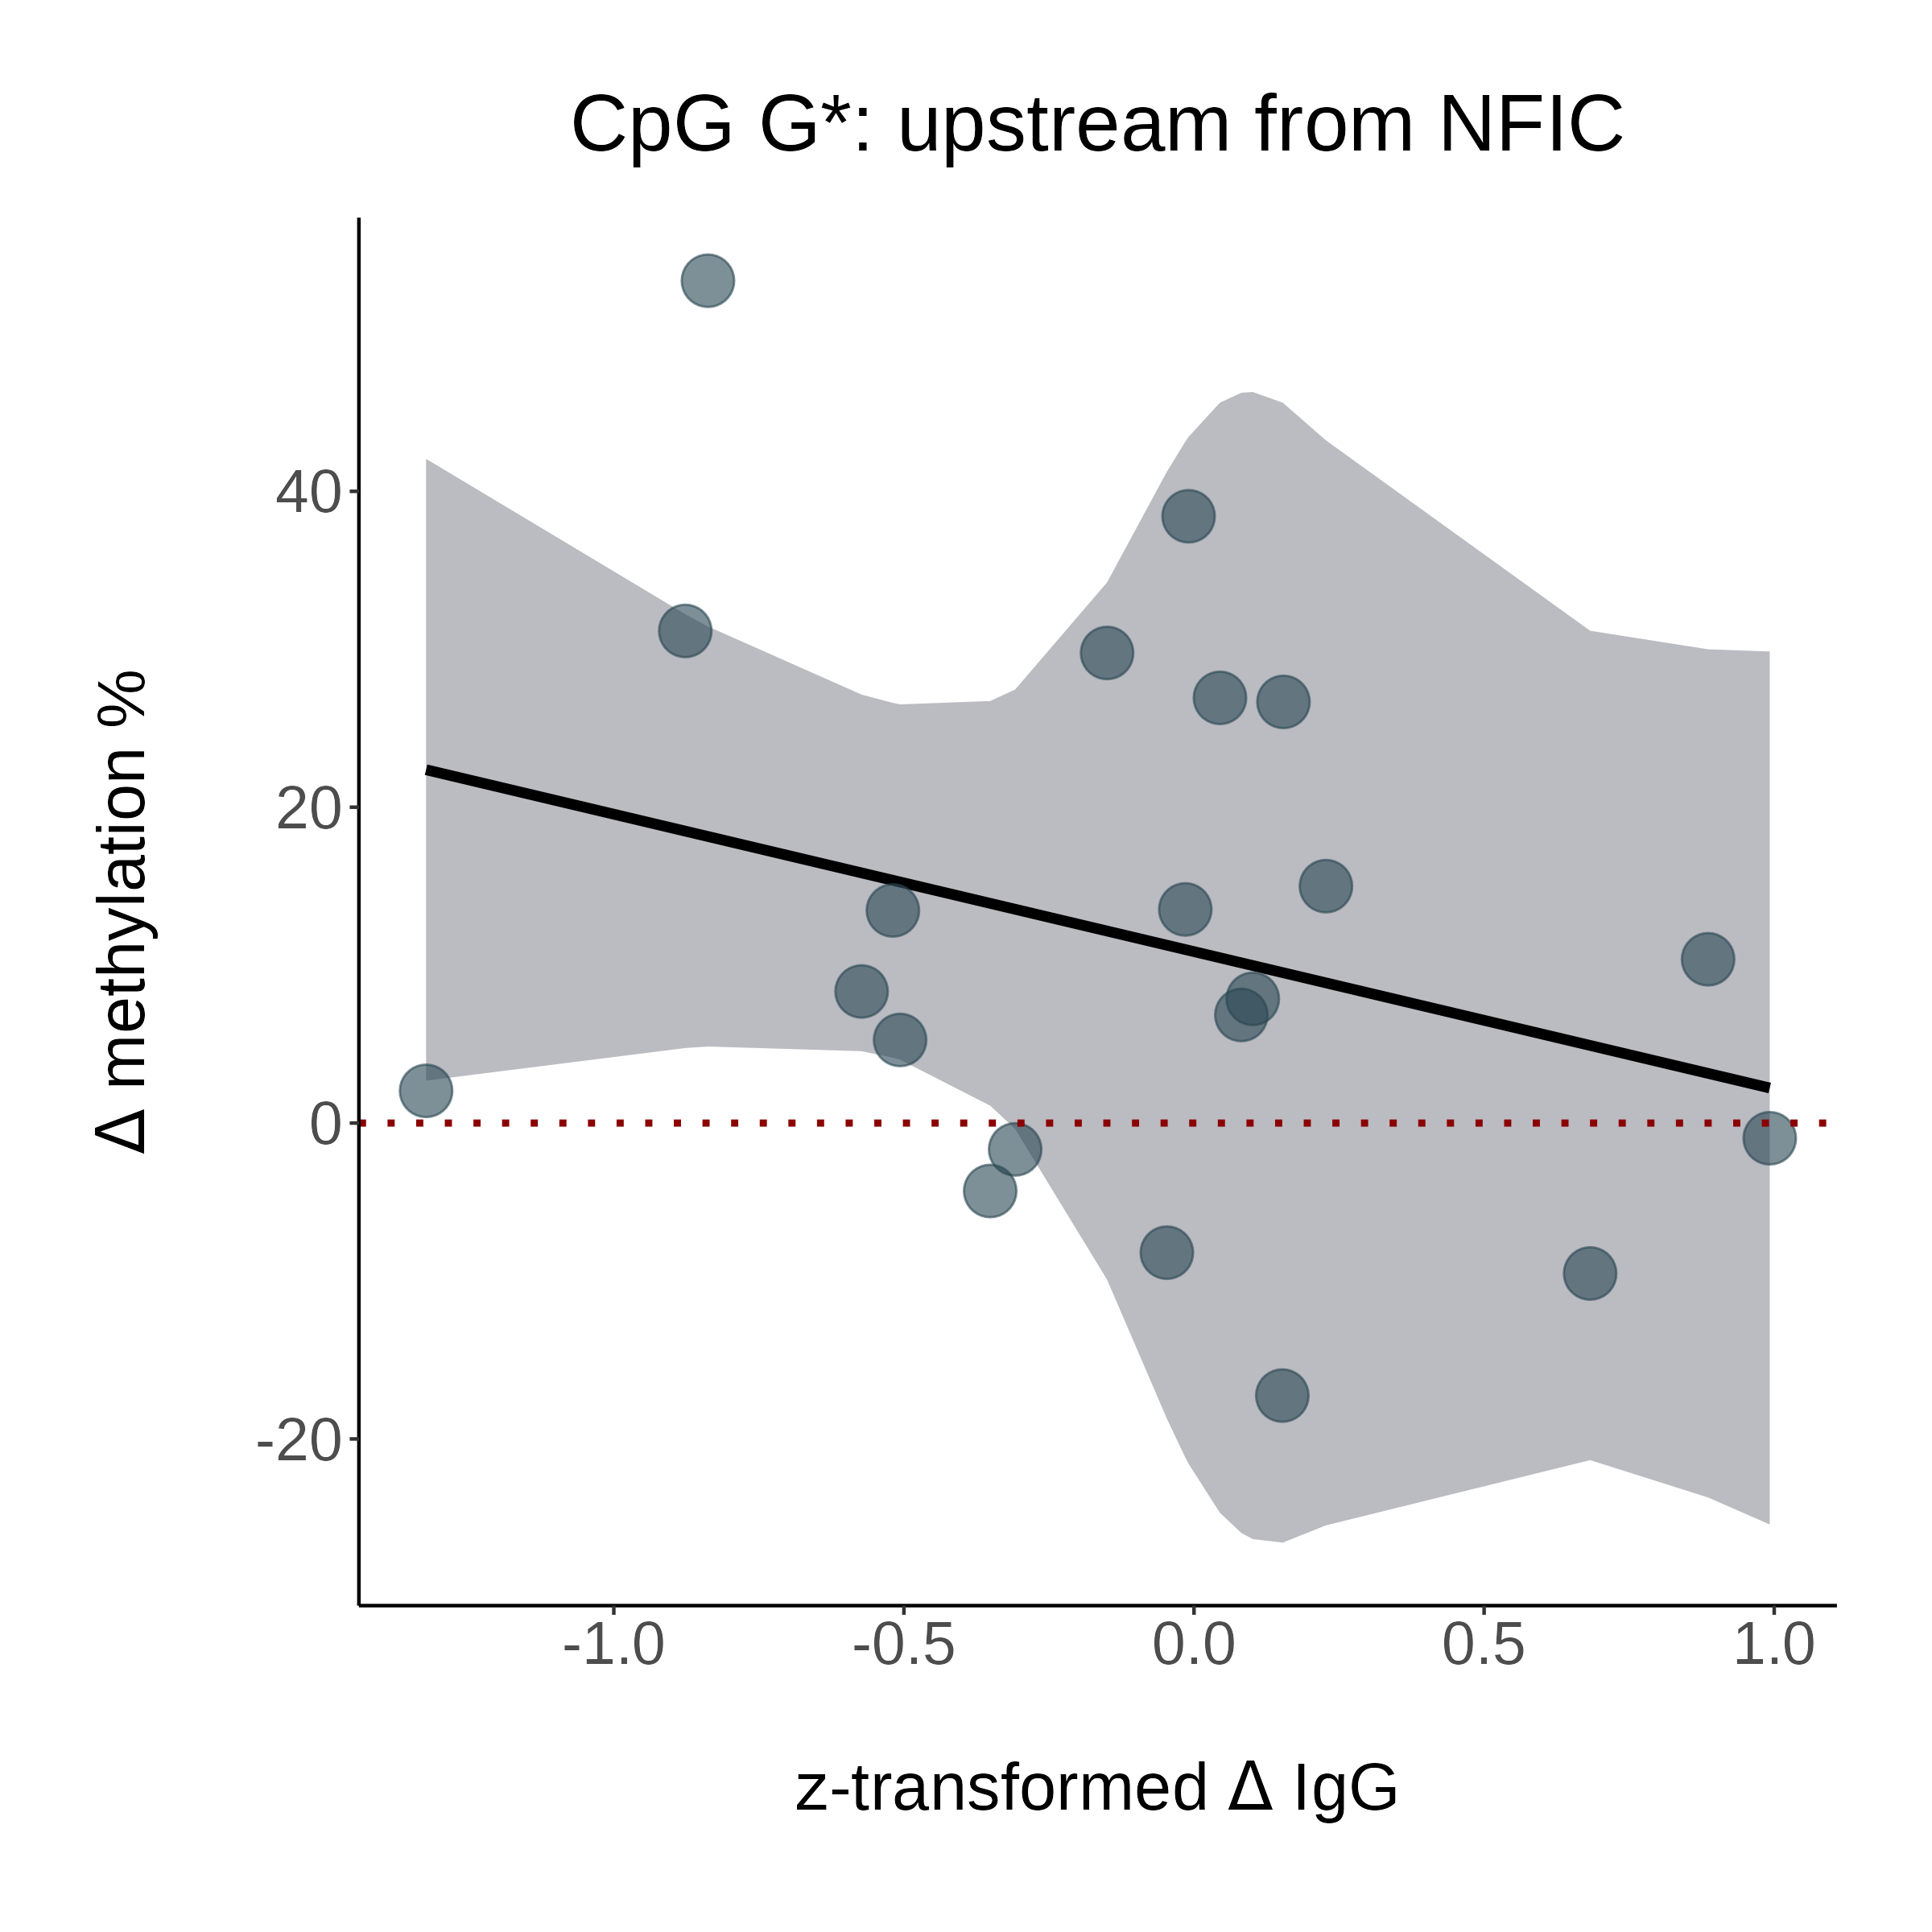 CpG G*: upstream from NFIC
Δ methylation %
40
20
0
-20
-1.0 -0.5 0.0 0.5 1.0
z-transformed Δ IgG